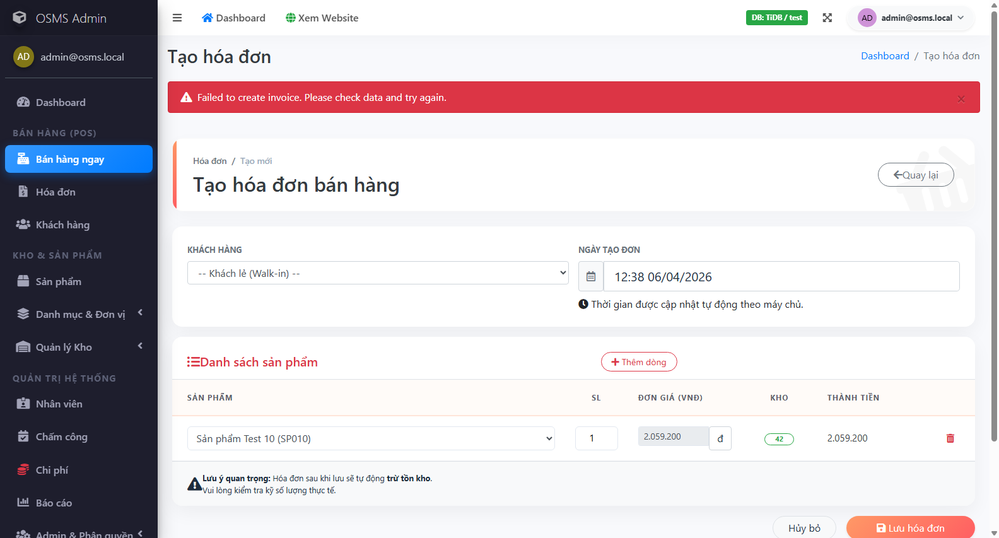 OSMS Admin
Dashboard
Xem Website
DB: TiDB / test
AD
admin@osms.local
AD
admin@osms.local
Dashboard
BÁN HÀNG (POS)
Bán hàng ngay
Hóa đơn
Khách hàng
KHO & SẢN PHẨM
Sản phẩm
Danh mục & Đơn vị
Quản lý Kho
QUẢN TRỊ HỆ THỐNG
Nhân viên
Chấm công
Chi phí
Báo cáo
Admin & Phân quyền
Tạo hóa đơn
Dashboard / Tạo hóa đơn
Failed to create invoice. Please check data and try again.
×
Hóa đơn / Tạo mới
Tạo hóa đơn bán hàng
Quay lại
KHÁCH HÀNG
-- Khách lẻ (Walk-in) --
NGÀY TẠO ĐƠN
12:38 06/04/2026
Thời gian được cập nhật tự động theo máy chủ.
Danh sách sản phẩm
Thêm dòng
SẢN PHẨM SL ĐƠN GIÁ (VNĐ) KHO THÀNH TIỀN
Sản phẩm Test 10 (SP010) 1 2.059.200 đ 42 2.059.200
Lưu ý quan trọng: Hóa đơn sau khi lưu sẽ tự động trừ tồn kho.
Vui lòng kiểm tra kỹ số lượng thực tế.
Hủy bỏ
Lưu hóa đơn